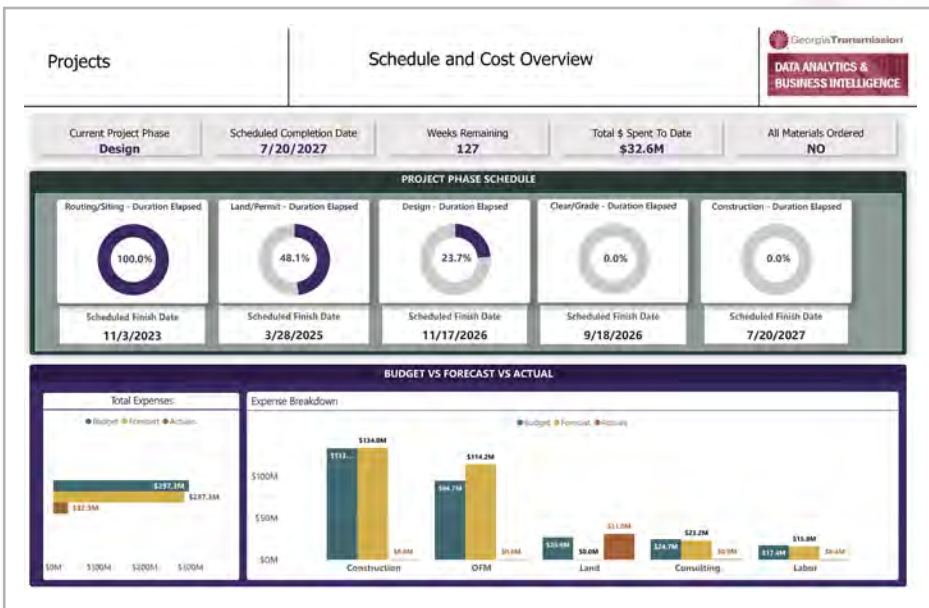 Projects
Schedule and Cost Overview
GeorgiaTransmission
DATA ANALYTICS &
BUSINESS INTELLIGENCE
Current Project Phase
Design
Scheduled Completion Date
7/20/2027
Weeks Remaining
127
Total $ Spent To Date
$32.6M
All Materials Ordered
NO
PROJECT PHASE SCHEDULE
Routing/Siting - Duration Elapsed
100.0%
Scheduled Finish Date
11/3/2023
Land/Permit - Duration Elapsed
48.1%
Scheduled Finish Date
3/28/2025
Design - Duration Elapsed
23.7%
Scheduled Finish Date
11/17/2026
Clear/Grade - Duration Elapsed
0.0%
Scheduled Finish Date
9/18/2026
Construction - Duration Elapsed
0.0%
Scheduled Finish Date
7/20/2027
BUDGET VS FORECAST VS ACTUAL
Total Expenses
Budget Forecast Actuals
$297.3M
$32.5M
$0M $100M $200M $300M
Expense Breakdown
Budget Forecast Actuals
$100M
$50M
$0M
$134.0M
$0.0M
Construction
$94.7M
$114.2M
$0.0M
OFM
$0.0M
Land
$24.7M
$23.2M
Consulting
$17.4M
$15.8M
Labor